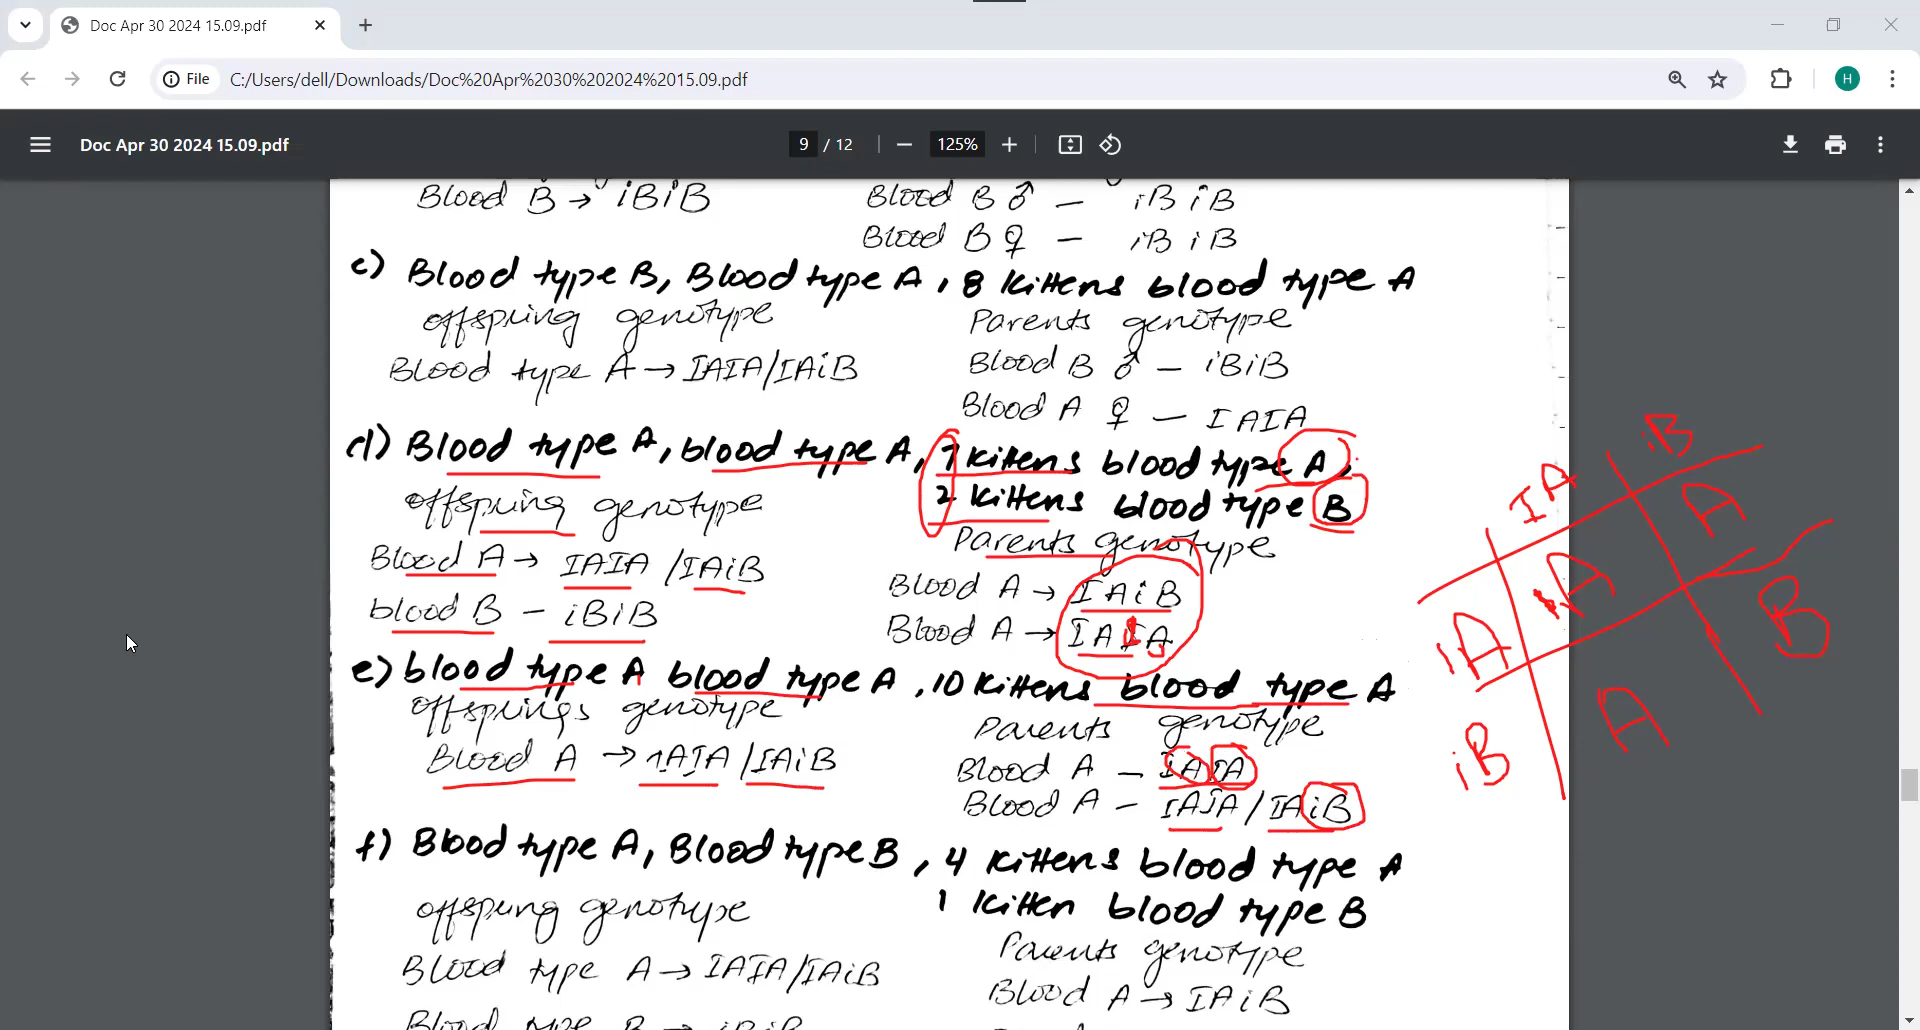 Doc Apr 30 2024 15.09.pdf
File C:/Users/dell/Downloads/Doc%20Apr%2030%202024%2015.09.pdf
H
Doc Apr 30 2024 15.09.pdf 9 / 12 125%
Blood B → iBiB
Blood B ♂ – iB iB
Blood B ♀ – iB iB
c) Blood type B, Blood type A, 8 kittens blood type A
offspring genotype
Parents genotype
Blood type A → IAIA/IAiB
Blood B ♂ – iBiB
Blood A ♀ – IAIA
d) Blood type A, blood type A, 7 kittens blood type A,
2 kittens blood type B
offspring genotype
Parents genotype
Blood A → IAIA /IAiB
blood B – iBiB
Blood A → IAiB
Blood A → IA
e) blood type A blood type A, 10 kittens blood type A
offsprings genotype
Parents genotype
Blood A → IAIA /IAiB
Blood A – IAIA
Blood A – IAIA / IAiB
f) Blood type A, Blood type B, 4 kittens blood type A
1 kitten blood type B
offspring genotype
Parents genotype
Blood type A → IAIA/IAiB
Blood A → IAiB
Blood type B → iBiB
IA iB
iA A A
iB A B